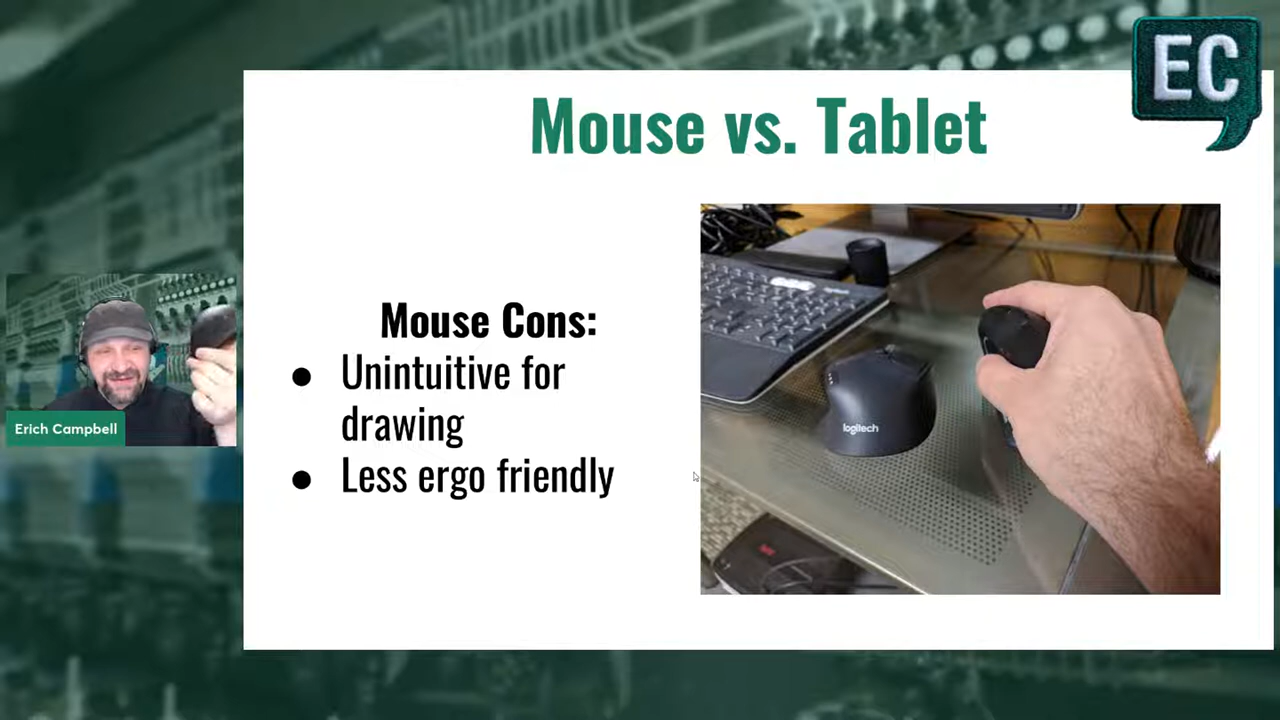 EC
Mouse vs. Tablet
Mouse Cons:
● Unintuitive for
drawing
● Less ergo friendly
logitech
Erich Campbell